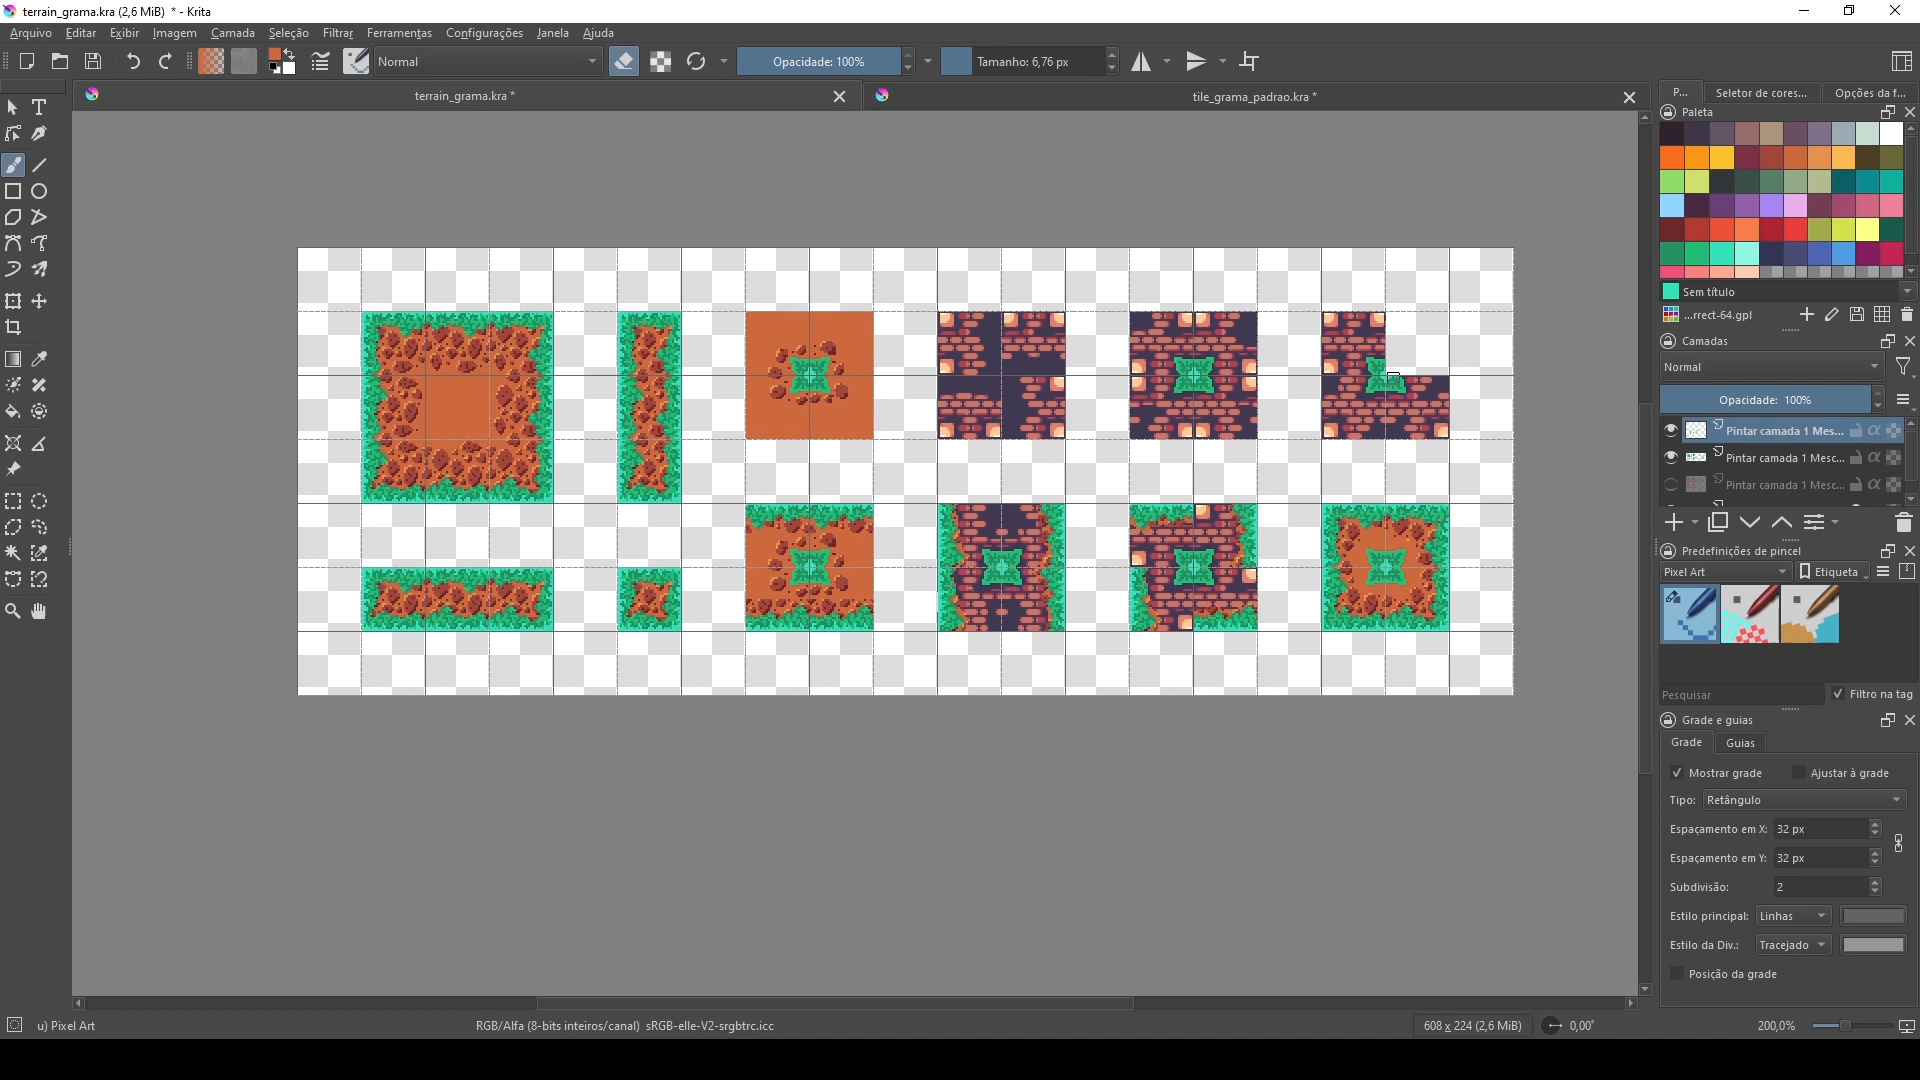 terrain_grama.kra (2,6 MiB) * - Krita
Arquivo Editar Exibir Imagem Camada Seleção Filtrar Ferramentas Configurações Janela Ajuda
Normal
Opacidade: 100%
Tamanho: 6,76 px
terrain_grama.kra *
tile_grama_padrao.kra *
P... Seletor de cores... Opções da f...
Paleta
Sem título
...rrect-64.gpl
Camadas
Normal
Opacidade: 100%
Pintar camada 1 Mes...
Pintar camada 1 Mesc...
Pintar camada 1 Mesc...
Predefinições de pincel
Pixel Art
Etiqueta
Pesquisar
Filtro na tag
Grade e guias
Grade Guias
Mostrar grade
Ajustar à grade
Tipo: Retângulo
Espaçamento em X: 32 px
Espaçamento em Y: 32 px
Subdivisão: 2
Estilo principal: Linhas
Estilo da Div.: Tracejado
Posição da grade
u) Pixel Art
RGB/Alfa (8-bits inteiros/canal) sRGB-elle-V2-srgbtrc.icc
608 x 224 (2,6 MiB)
0,00°
200,0%